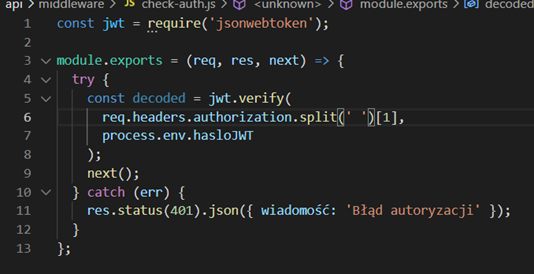 api > middleware > JS check-auth.js > <unknown> > module.exports > decoded
1 const jwt = require('jsonwebtoken');
2
3 module.exports = (req, res, next) => {
4 try {
5 const decoded = jwt.verify(
6 req.headers.authorization.split(' ')[1],
7 process.env.hasloJWT
8 );
9 next();
10 } catch (err) {
11 res.status(401).json({ wiadomość: 'Błąd autoryzacji' });
12 }
13 };